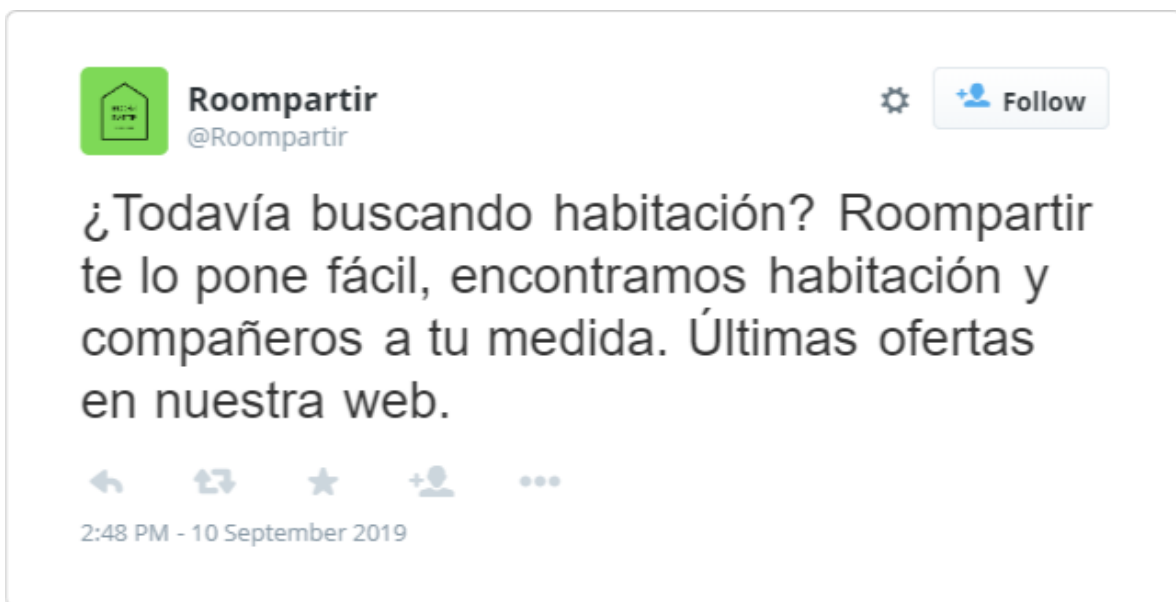 Roompartir
Follow
@Roompartir
¿Todavía buscando habitación? Roompartir
te lo pone fácil, encontramos habitación y
compañeros a tu medida. Últimas ofertas
en nuestra web.
2:48 PM - 10 September 2019